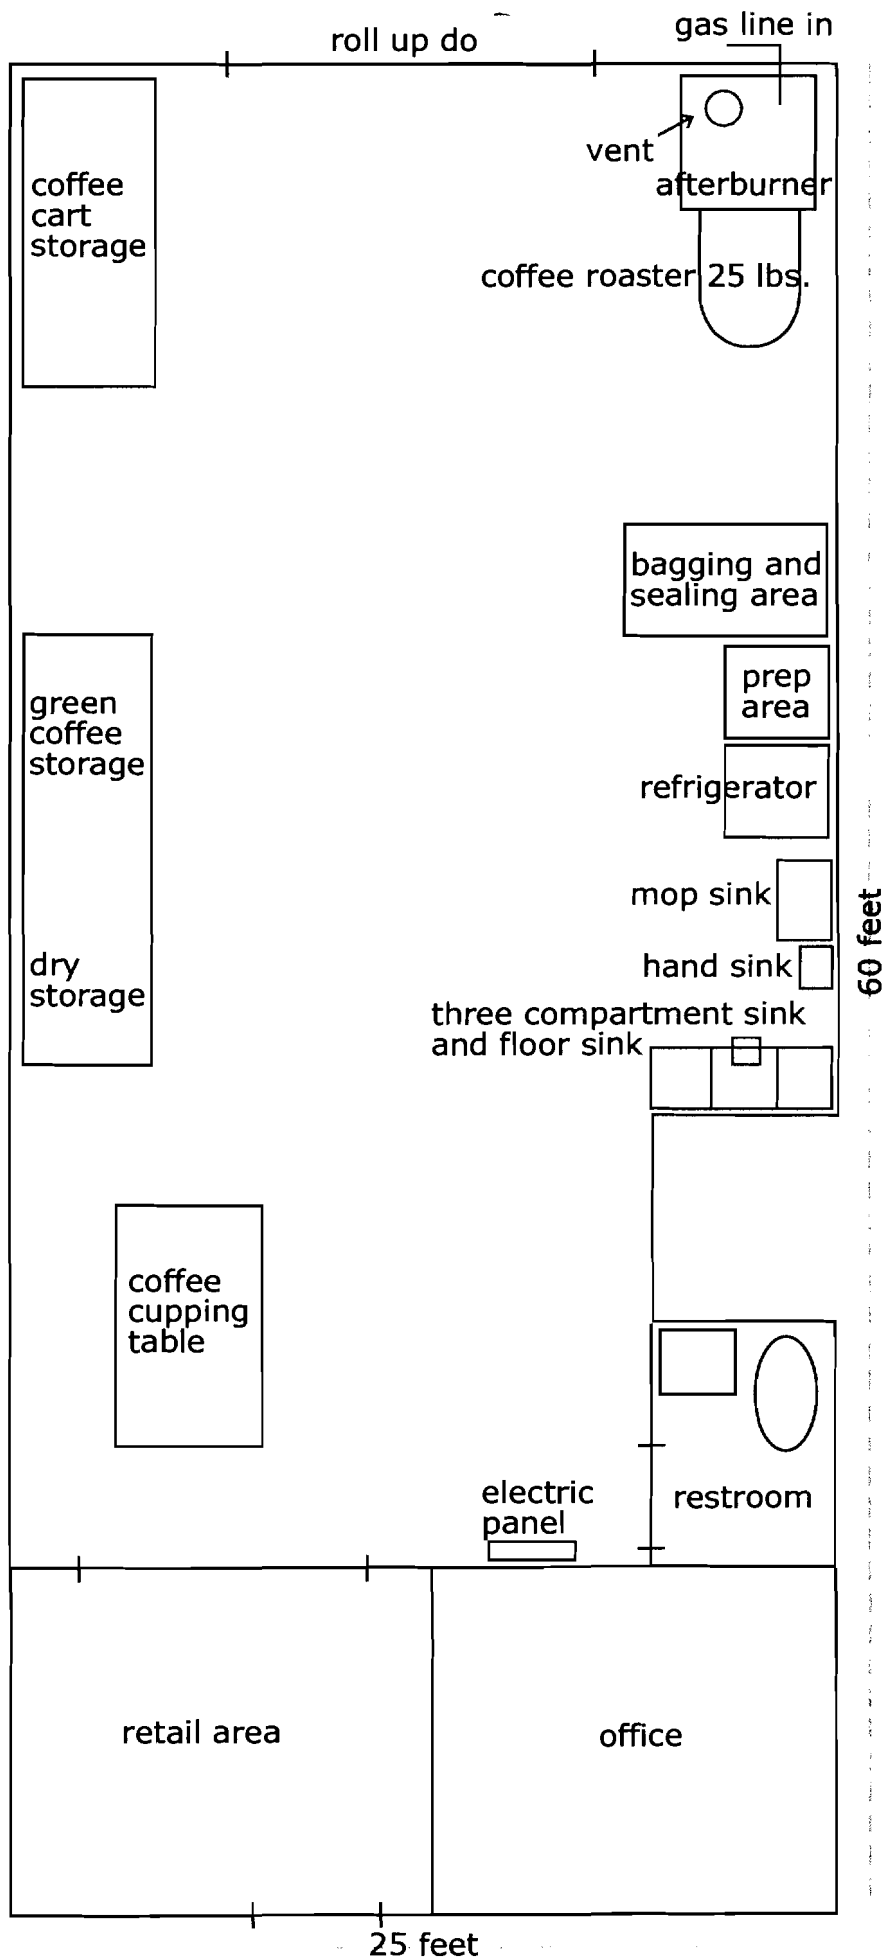 roll up do
gas line in
vent
afterburner
coffee
cart
storage
coffee roaster 25 lbs.
bagging and
sealing area
prep
area
green
coffee
storage
refrigerator
mop sink
60 feet
hand sink
dry
storage
three compartment sink
and floor sink
coffee
cupping
table
electric
panel
restroom
retail area
office
25 feet